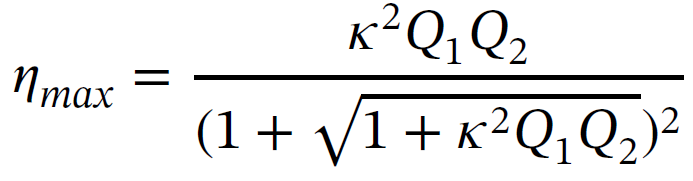 η_max = κ²Q₁Q₂ / (1 + √(1 + κ²Q₁Q₂))²